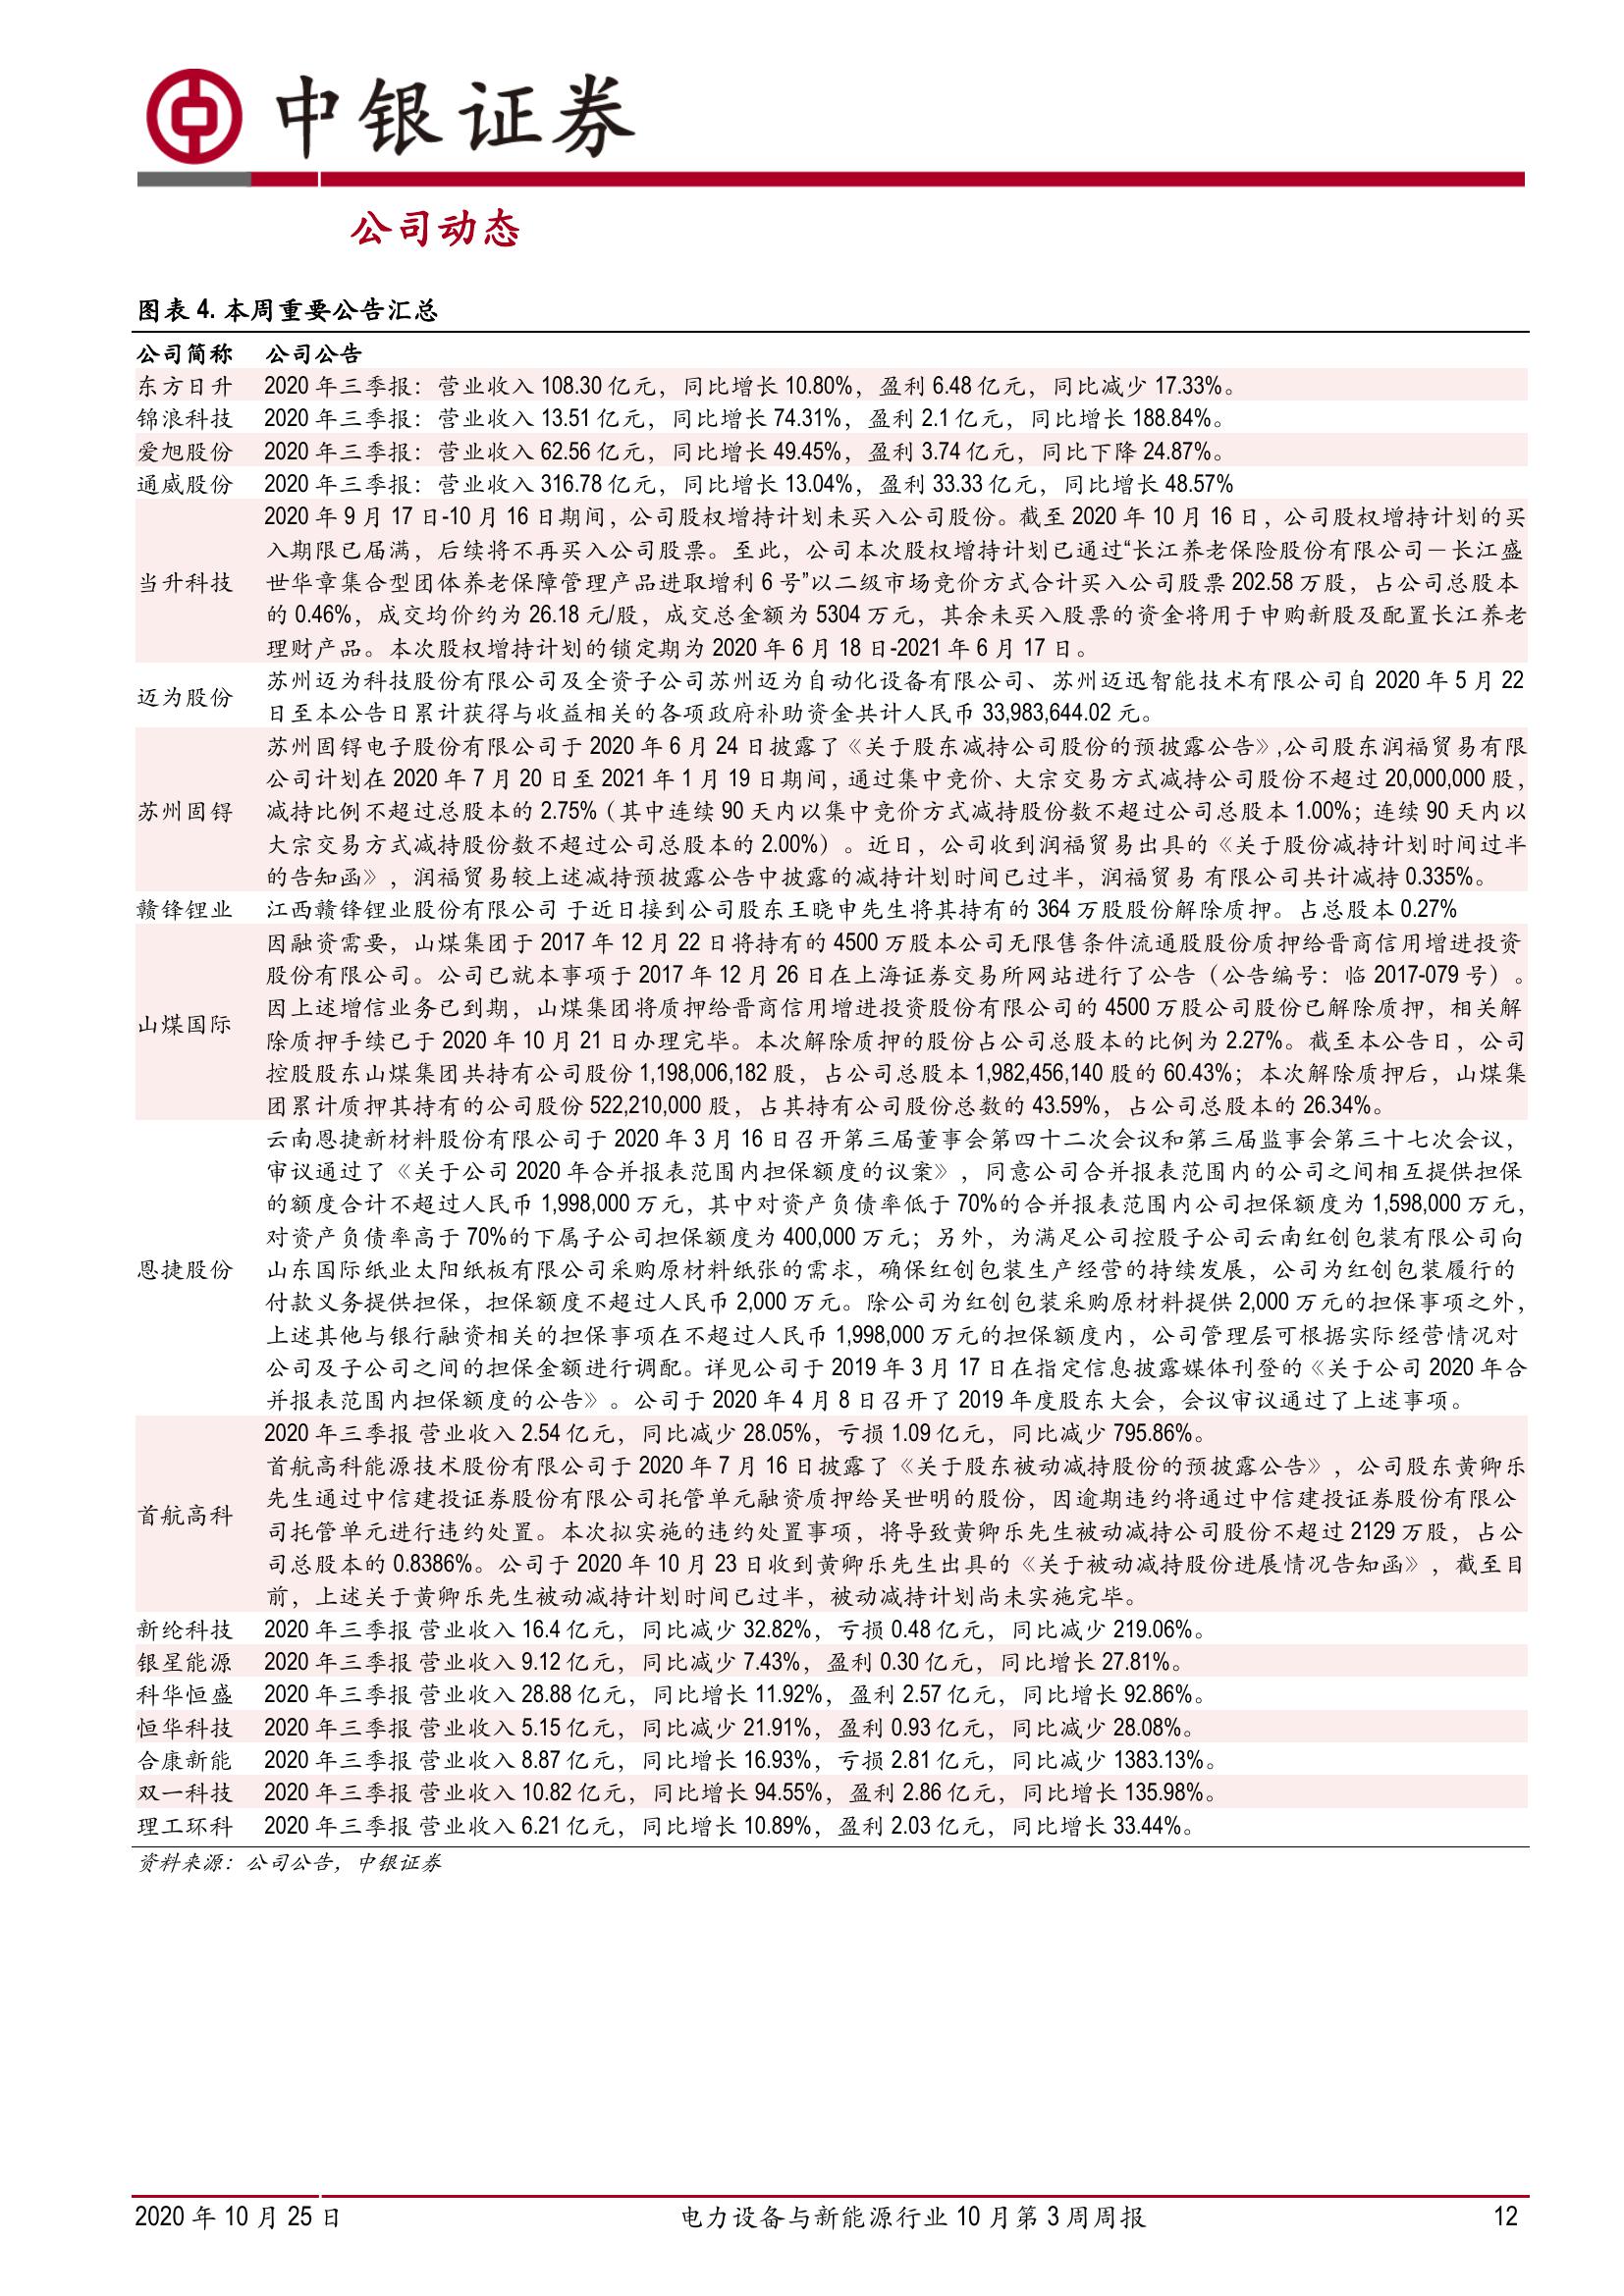 中银证券
公司动态
图表 4. 本周重要公告汇总
公司简称 公司公告
东方日升 2020 年三季报：营业收入 108.30 亿元，同比增长 10.80%，盈利 6.48 亿元，同比减少 17.33%。
锦浪科技 2020 年三季报：营业收入 13.51 亿元，同比增长 74.31%，盈利 2.1 亿元，同比增长 188.84%。
爱旭股份 2020 年三季报：营业收入 62.56 亿元，同比增长 49.45%，盈利 3.74 亿元，同比下降 24.87%。
通威股份 2020 年三季报：营业收入 316.78 亿元，同比增长 13.04%，盈利 33.33 亿元，同比增长 48.57%
当升科技
2020 年 9 月 17 日-10 月 16 日期间，公司股权增持计划未买入公司股份。截至 2020 年 10 月 16 日，公司股权增持计划的买
入期限已届满，后续将不再买入公司股票。至此，公司本次股权增持计划已通过“长江养老保险股份有限公司－长江盛
世华章集合型团体养老保障管理产品进取增利 6 号”以二级市场竞价方式合计买入公司股票 202.58 万股，占公司总股本
的 0.46%，成交均价约为 26.18 元/股，成交总金额为 5304 万元，其余未买入股票的资金将用于申购新股及配置长江养老
理财产品。本次股权增持计划的锁定期为 2020 年 6 月 18 日-2021 年 6 月 17 日。
迈为股份
苏州迈为科技股份有限公司及全资子公司苏州迈为自动化设备有限公司、苏州迈迅智能技术有限公司自 2020 年 5 月 22
日至本公告日累计获得与收益相关的各项政府补助资金共计人民币 33,983,644.02 元。
苏州固锝
苏州固锝电子股份有限公司于 2020 年 6 月 24 日披露了《关于股东减持公司股份的预披露公告》,公司股东润福贸易有限
公司计划在 2020 年 7 月 20 日至 2021 年 1 月 19 日期间，通过集中竞价、大宗交易方式减持公司股份不超过 20,000,000 股，
减持比例不超过总股本的 2.75%（其中连续 90 天内以集中竞价方式减持股份数不超过公司总股本 1.00%；连续 90 天内以
大宗交易方式减持股份数不超过公司总股本的 2.00%）。近日，公司收到润福贸易出具的《关于股份减持计划时间过半
的告知函》，润福贸易较上述减持预披露公告中披露的减持计划时间已过半，润福贸易 有限公司共计减持 0.335%。
赣锋锂业 江西赣锋锂业股份有限公司 于近日接到公司股东王晓申先生将其持有的 364 万股股份解除质押。占总股本 0.27%
山煤国际
因融资需要，山煤集团于 2017 年 12 月 22 日将持有的 4500 万股本公司无限售条件流通股股份质押给晋商信用增进投资
股份有限公司。公司已就本事项于 2017 年 12 月 26 日在上海证券交易所网站进行了公告（公告编号：临 2017-079 号）。
因上述增信业务已到期，山煤集团将质押给晋商信用增进投资股份有限公司的 4500 万股公司股份已解除质押，相关解
除质押手续已于 2020 年 10 月 21 日办理完毕。本次解除质押的股份占公司总股本的比例为 2.27%。截至本公告日，公司
控股股东山煤集团共持有公司股份 1,198,006,182 股，占公司总股本 1,982,456,140 股的 60.43%；本次解除质押后，山煤集
团累计质押其持有的公司股份 522,210,000 股，占其持有公司股份总数的 43.59%，占公司总股本的 26.34%。
恩捷股份
云南恩捷新材料股份有限公司于 2020 年 3 月 16 日召开第三届董事会第四十二次会议和第三届监事会第三十七次会议，
审议通过了《关于公司 2020 年合并报表范围内担保额度的议案》，同意公司合并报表范围内的公司之间相互提供担保
的额度合计不超过人民币 1,998,000 万元，其中对资产负债率低于 70%的合并报表范围内公司担保额度为 1,598,000 万元，
对资产负债率高于 70%的下属子公司担保额度为 400,000 万元；另外，为满足公司控股子公司云南红创包装有限公司向
山东国际纸业太阳纸板有限公司采购原材料纸张的需求，确保红创包装生产经营的持续发展，公司为红创包装履行的
付款义务提供担保，担保额度不超过人民币 2,000 万元。除公司为红创包装采购原材料提供 2,000 万元的担保事项之外，
上述其他与银行融资相关的担保事项在不超过人民币 1,998,000 万元的担保额度内，公司管理层可根据实际经营情况对
公司及子公司之间的担保金额进行调配。详见公司于 2019 年 3 月 17 日在指定信息披露媒体刊登的《关于公司 2020 年合
并报表范围内担保额度的公告》。公司于 2020 年 4 月 8 日召开了 2019 年度股东大会，会议审议通过了上述事项。
首航高科
2020 年三季报 营业收入 2.54 亿元，同比减少 28.05%，亏损 1.09 亿元，同比减少 795.86%。
首航高科能源技术股份有限公司于 2020 年 7 月 16 日披露了《关于股东被动减持股份的预披露公告》，公司股东黄卿乐
先生通过中信建投证券股份有限公司托管单元融资质押给吴世明的股份，因逾期违约将通过中信建投证券股份有限公
司托管单元进行违约处置。本次拟实施的违约处置事项，将导致黄卿乐先生被动减持公司股份不超过 2129 万股，占公
司总股本的 0.8386%。公司于 2020 年 10 月 23 日收到黄卿乐先生出具的《关于被动减持股份进展情况告知函》，截至目
前，上述关于黄卿乐先生被动减持计划时间已过半，被动减持计划尚未实施完毕。
新纶科技 2020 年三季报 营业收入 16.4 亿元，同比减少 32.82%，亏损 0.48 亿元，同比减少 219.06%。
银星能源 2020 年三季报 营业收入 9.12 亿元，同比减少 7.43%，盈利 0.30 亿元，同比增长 27.81%。
科华恒盛 2020 年三季报 营业收入 28.88 亿元，同比增长 11.92%，盈利 2.57 亿元，同比增长 92.86%。
恒华科技 2020 年三季报 营业收入 5.15 亿元，同比减少 21.91%，盈利 0.93 亿元，同比减少 28.08%。
合康新能 2020 年三季报 营业收入 8.87 亿元，同比增长 16.93%，亏损 2.81 亿元，同比减少 1383.13%。
双一科技 2020 年三季报 营业收入 10.82 亿元，同比增长 94.55%，盈利 2.86 亿元，同比增长 135.98%。
理工环科 2020 年三季报 营业收入 6.21 亿元，同比增长 10.89%，盈利 2.03 亿元，同比增长 33.44%。
资料来源：公司公告，中银证券
2020 年 10 月 25 日 电力设备与新能源行业 10 月第 3 周周报 12